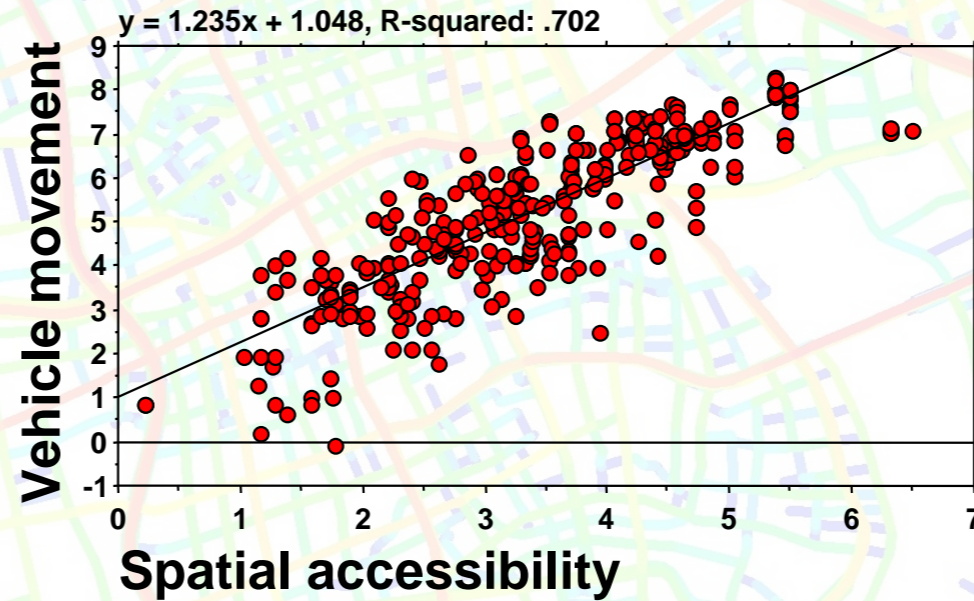 y = 1.235x + 1.048, R-squared: .702
9
8
7
6
5
4
3
2
1
0
-1
Vehicle movement
0 1 2 3 4 5 6 7
Spatial accessibility